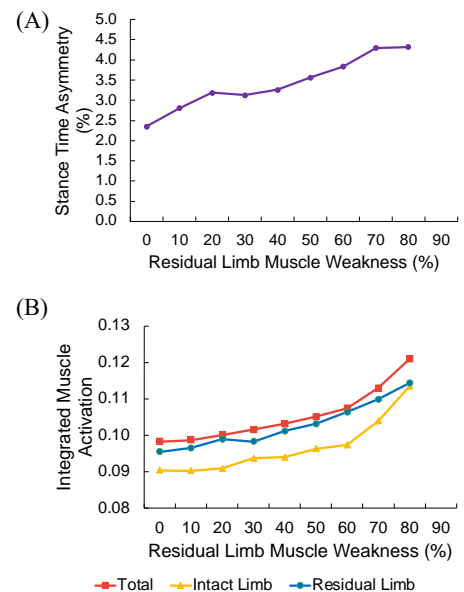 (A)
Stance Time Asymmetry
(%)
5.0
4.5
4.0
3.5
3.0
2.5
2.0
1.5
1.0
0.5
0.0
0 10 20 30 40 50 60 70 80 90
Residual Limb Muscle Weakness (%)
(B)
Integrated Muscle
Activation
0.13
0.12
0.11
0.10
0.09
0.08
0 10 20 30 40 50 60 70 80 90
Residual Limb Muscle Weakness (%)
Total Intact Limb Residual Limb